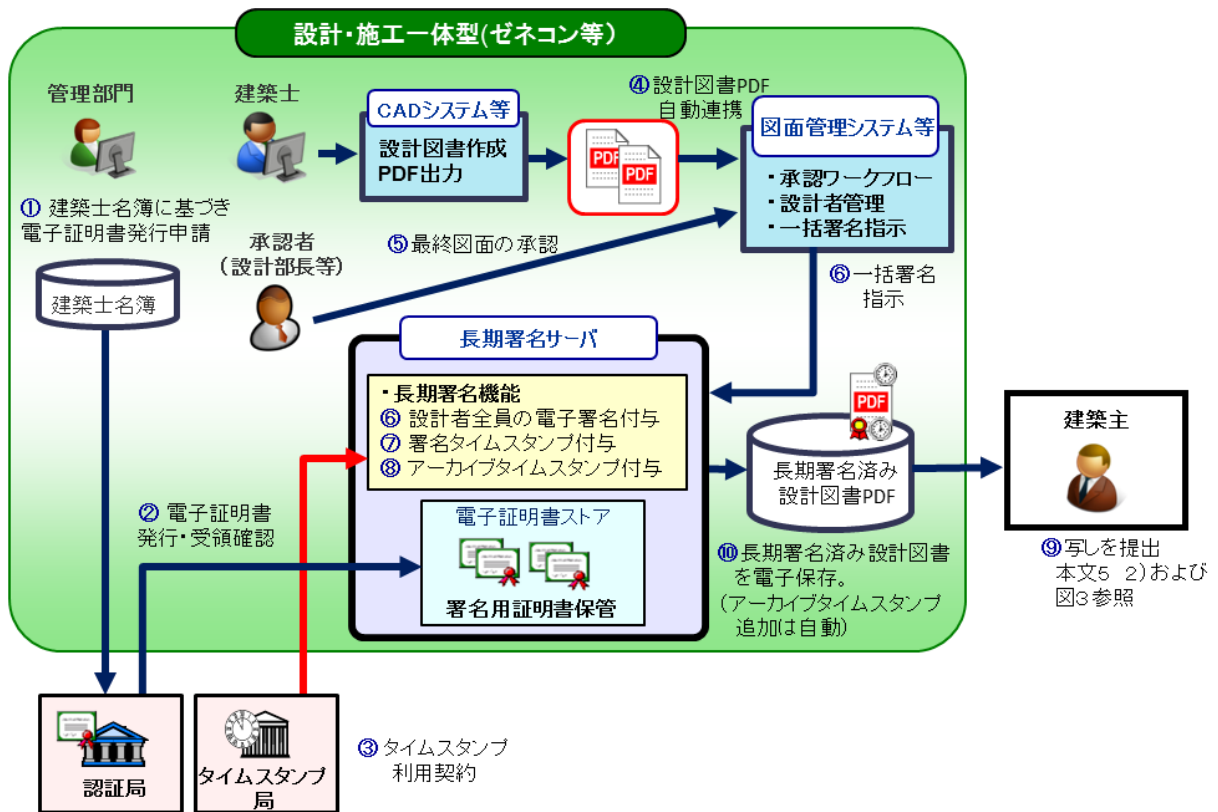 設計・施工一体型(ゼネコン等)
管理部門
建築士
CADシステム等
設計図書作成
PDF出力
④設計図書PDF
自動連携
PDF
PDF
図面管理システム等
・承認ワークフロー
・設計者管理
・一括署名指示
① 建築士名簿に基づき
電子証明書発行申請
建築士名簿
承認者
(設計部長等)
⑤最終図面の承認
⑥一括署名
指示
長期署名サーバ
・長期署名機能
⑥ 設計者全員の電子署名付与
⑦ 署名タイムスタンプ付与
⑧ アーカイブタイムスタンプ付与
電子証明書ストア
署名用証明書保管
② 電子証明書
発行・受領確認
PDF
長期署名済み
設計図書PDF
⑩長期署名済み設計図書
を電子保存。
(アーカイブタイムスタンプ
追加は自動)
建築主
⑨写しを提出
本文5 2)および
図3参照
認証局
タイムスタンプ
局
③タイムスタンプ
利用契約